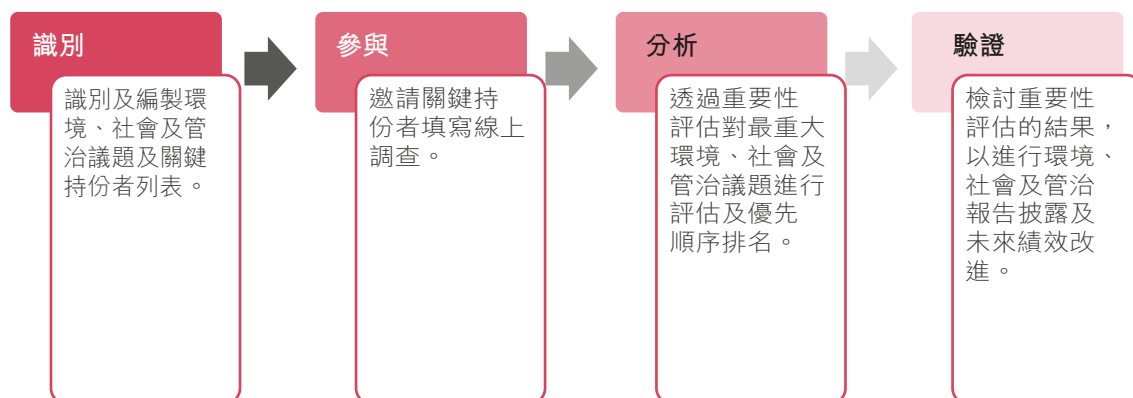 識別
識別及編製環
境、社會及管
治議題及關鍵
持份者列表。
參與
邀請關鍵持
份者填寫線上
調查。
分析
透過重要性
評估對最重大
環境、社會及
管治議題進行
評估及優先
順序排名。
驗證
檢討重要性
評估的結果，
以進行環境、
社會及管治
報告披露及
未來績效改
進。